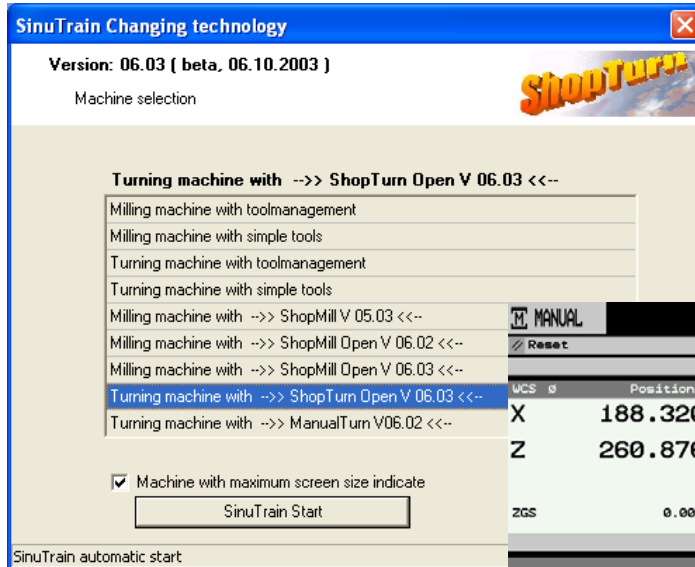 SinuTrain Changing technology
Version: 06.03 ( beta, 06.10.2003 )
Machine selection
ShopTurn
Turning machine with -->> ShopTurn Open V 06.03 <<--
Milling machine with toolmanagement
Milling machine with simple tools
Turning machine with toolmanagement
Turning machine with simple tools
Milling machine with -->> ShopMill V 05.03 <<--
Milling machine with -->> ShopMill Open V 06.02 <<--
Milling machine with -->> ShopMill Open V 06.03 <<--
Turning machine with -->> ShopTurn Open V 06.03 <<--
Turning machine with -->> ManualTurn V06.02 <<--
Machine with maximum screen size indicate
SinuTrain Start
SinuTrain automatic start
M MANUAL
// Reset
WCS ø Position
X 188.320
Z 260.876
ZGS 0.00